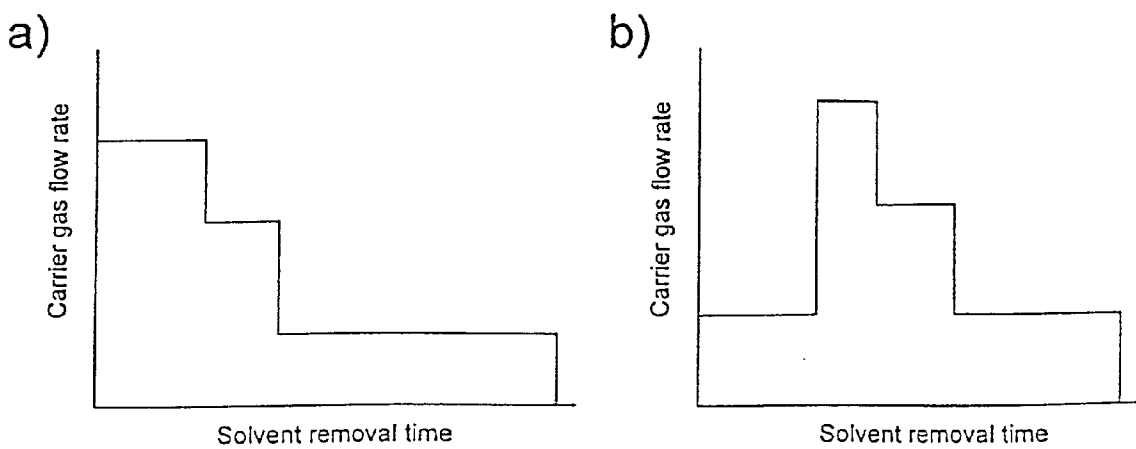 a)
Carrier gas flow rate
Solvent removal time
b)
Carrier gas flow rate
Solvent removal time